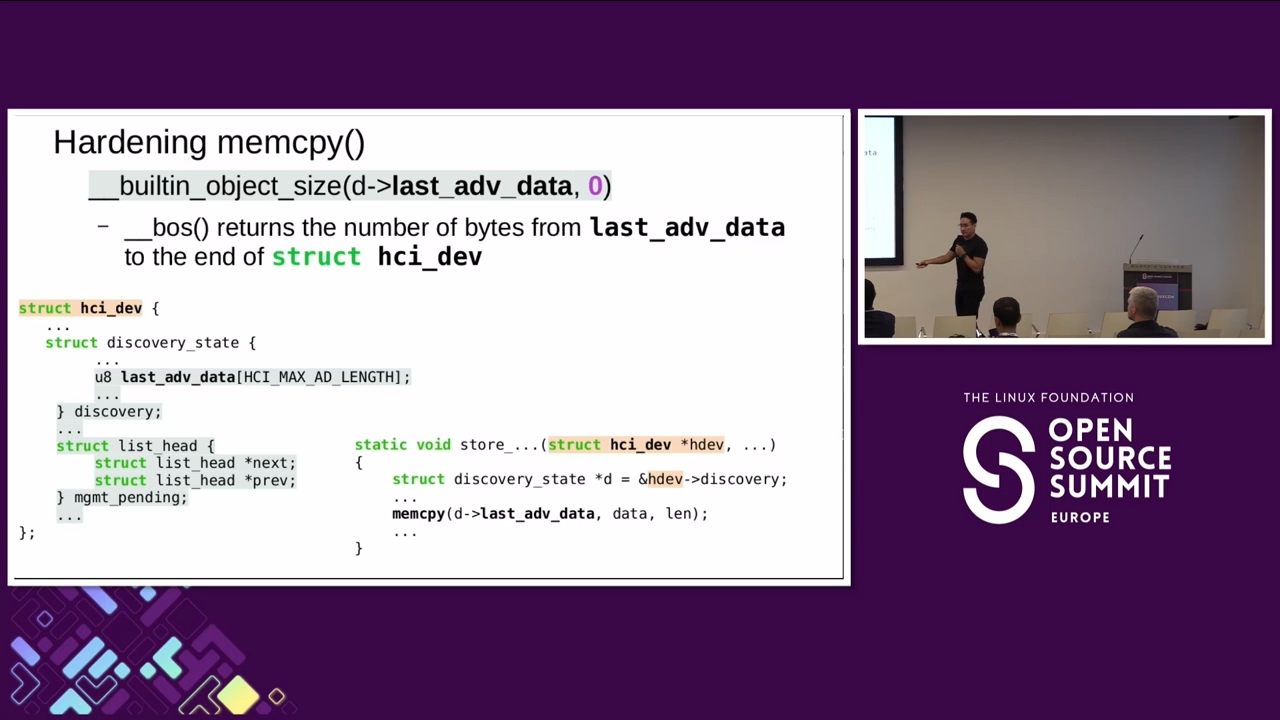 Hardening memcpy()
__builtin_object_size(d->last_adv_data, 0)
– __bos() returns the number of bytes from last_adv_data
to the end of struct hci_dev
struct hci_dev {
...
struct discovery_state {
...
u8 last_adv_data[HCI_MAX_AD_LENGTH];
...
} discovery;
...
struct list_head {
struct list_head *next;
struct list_head *prev;
} mgmt_pending;
...
};
static void store_...(struct hci_dev *hdev, ...)
{
struct discovery_state *d = &hdev->discovery;
...
memcpy(d->last_adv_data, data, len);
...
}
THE LINUX FOUNDATION
OPEN
SOURCE
SUMMIT
EUROPE